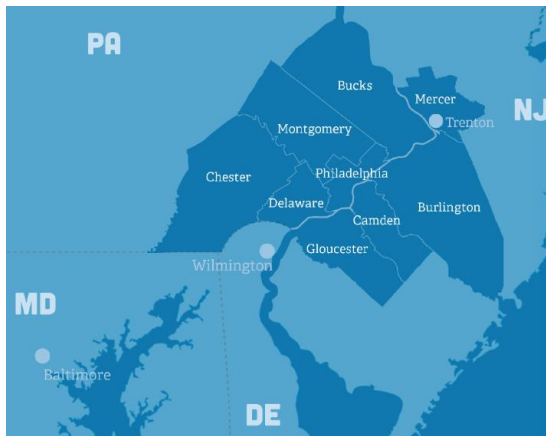 PA
Bucks
Mercer
NJ
Trenton
Montgomery
Philadelphia
Chester
Delaware
Burlington
Camden
Gloucester
Wilmington
MD
Baltimore
DE